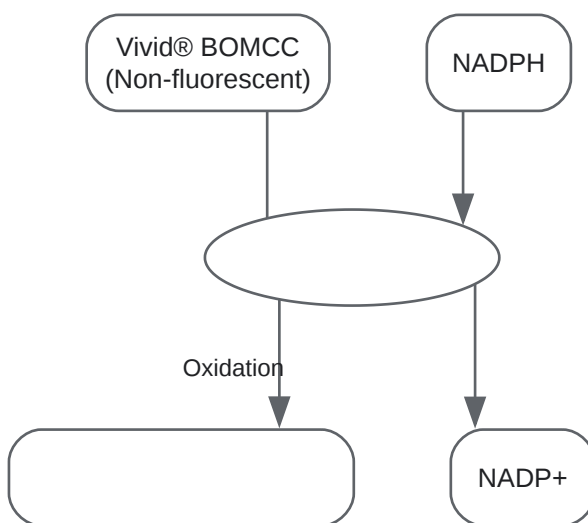 Vivid® BOMCC
(Non-fluorescent)
NADPH
Oxidation
NADP+